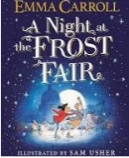 EMMA CARROLL
A Night at
the FROST
FAIR
ILLUSTRATED BY SAM USHER